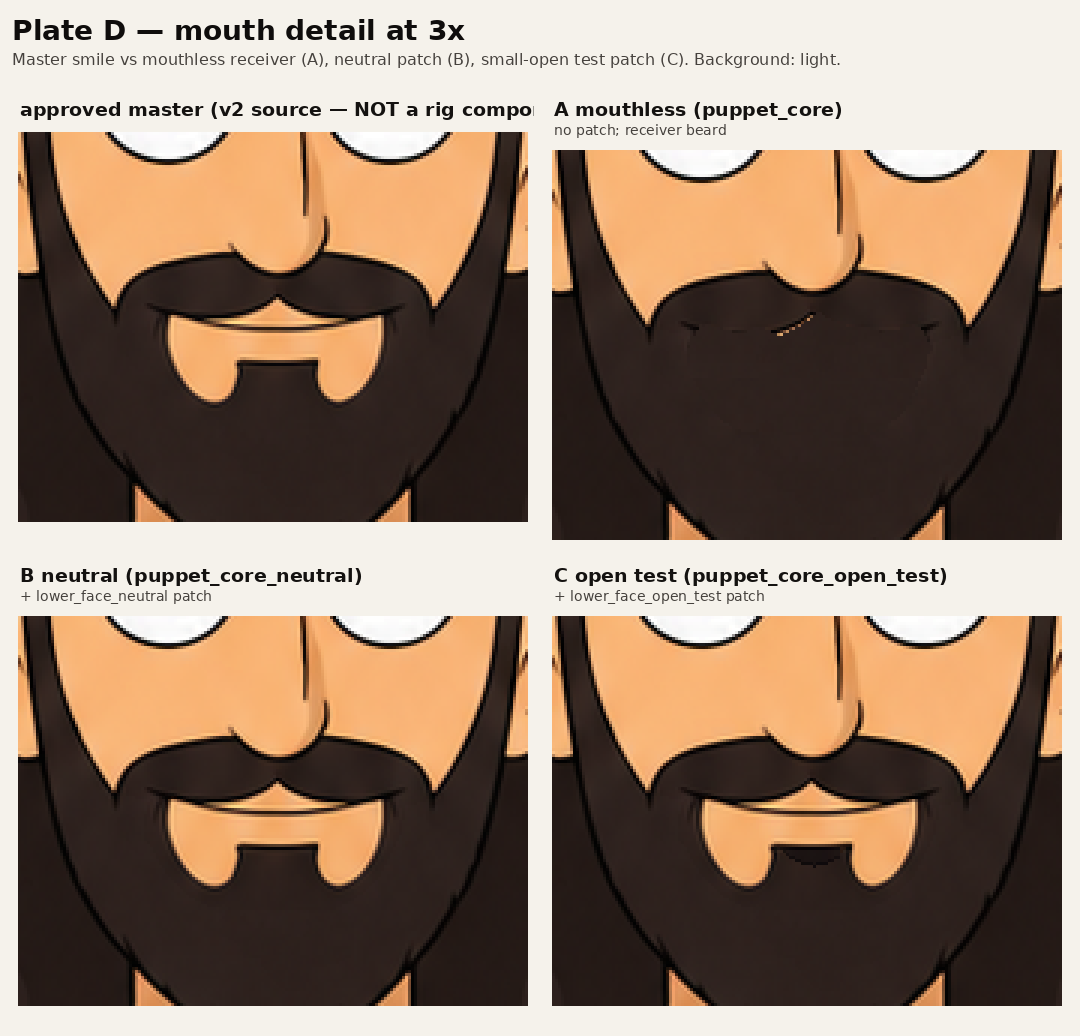 Plate D — mouth detail at 3x
Master smile vs mouthless receiver (A), neutral patch (B), small-open test patch (C). Background: light.
approved master (v2 source — NOT a rig compo
A mouthless (puppet_core)
no patch; receiver beard
B neutral (puppet_core_neutral)
+ lower_face_neutral patch
C open test (puppet_core_open_test)
+ lower_face_open_test patch